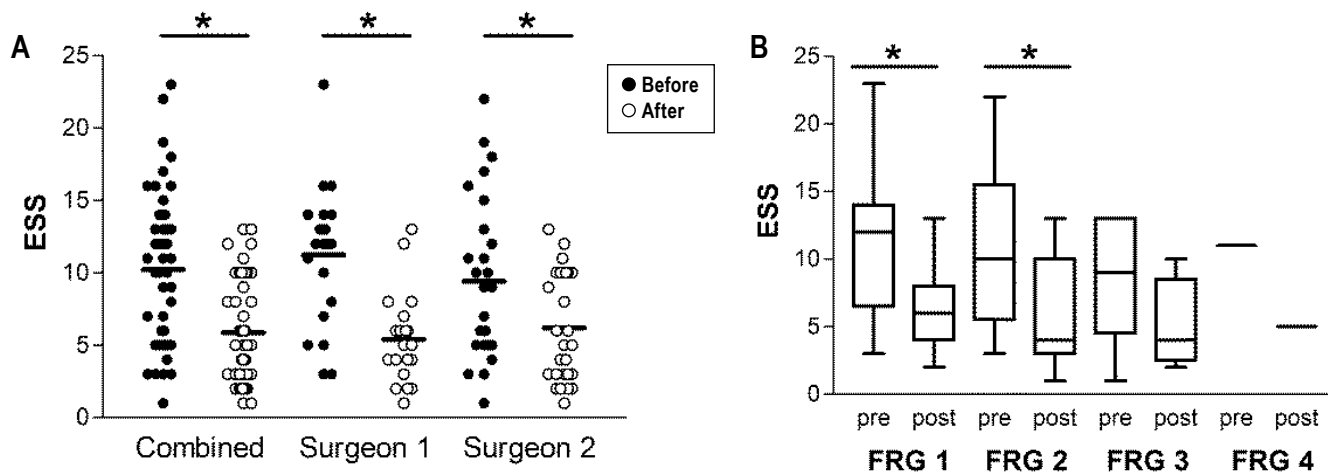 A
* * *
ESS
25
20
15
10
5
0
Combined Surgeon 1 Surgeon 2
Before
After
B
* *
ESS
25
20
15
10
5
0
pre post pre post pre post pre post
FRG 1 FRG 2 FRG 3 FRG 4